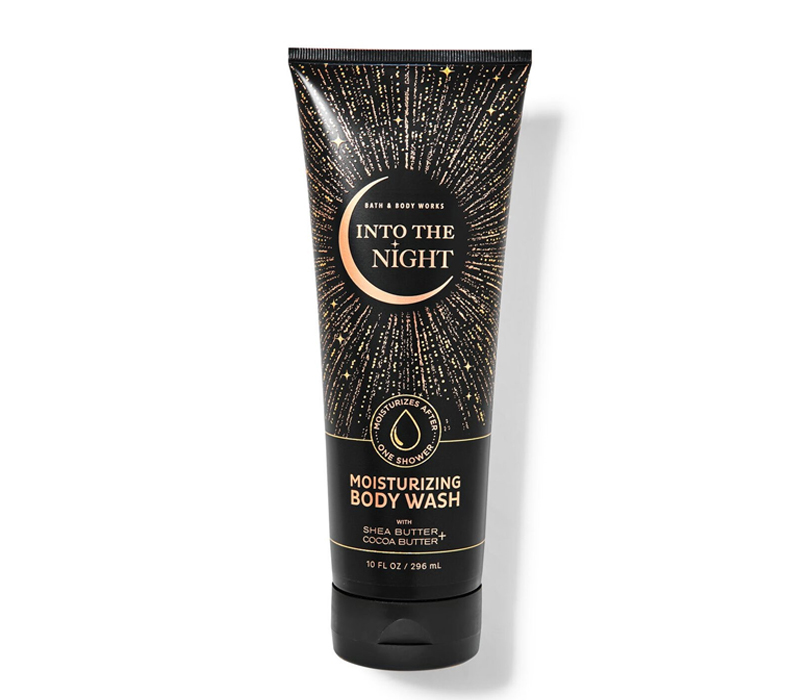 BATH & BODY WORKS
INTO THE
NIGHT
MOISTURIZES AFTER
ONE SHOWER
MOISTURIZING
BODY WASH
WITH
SHEA BUTTER
COCOA BUTTER+
10 FL OZ / 296 mL